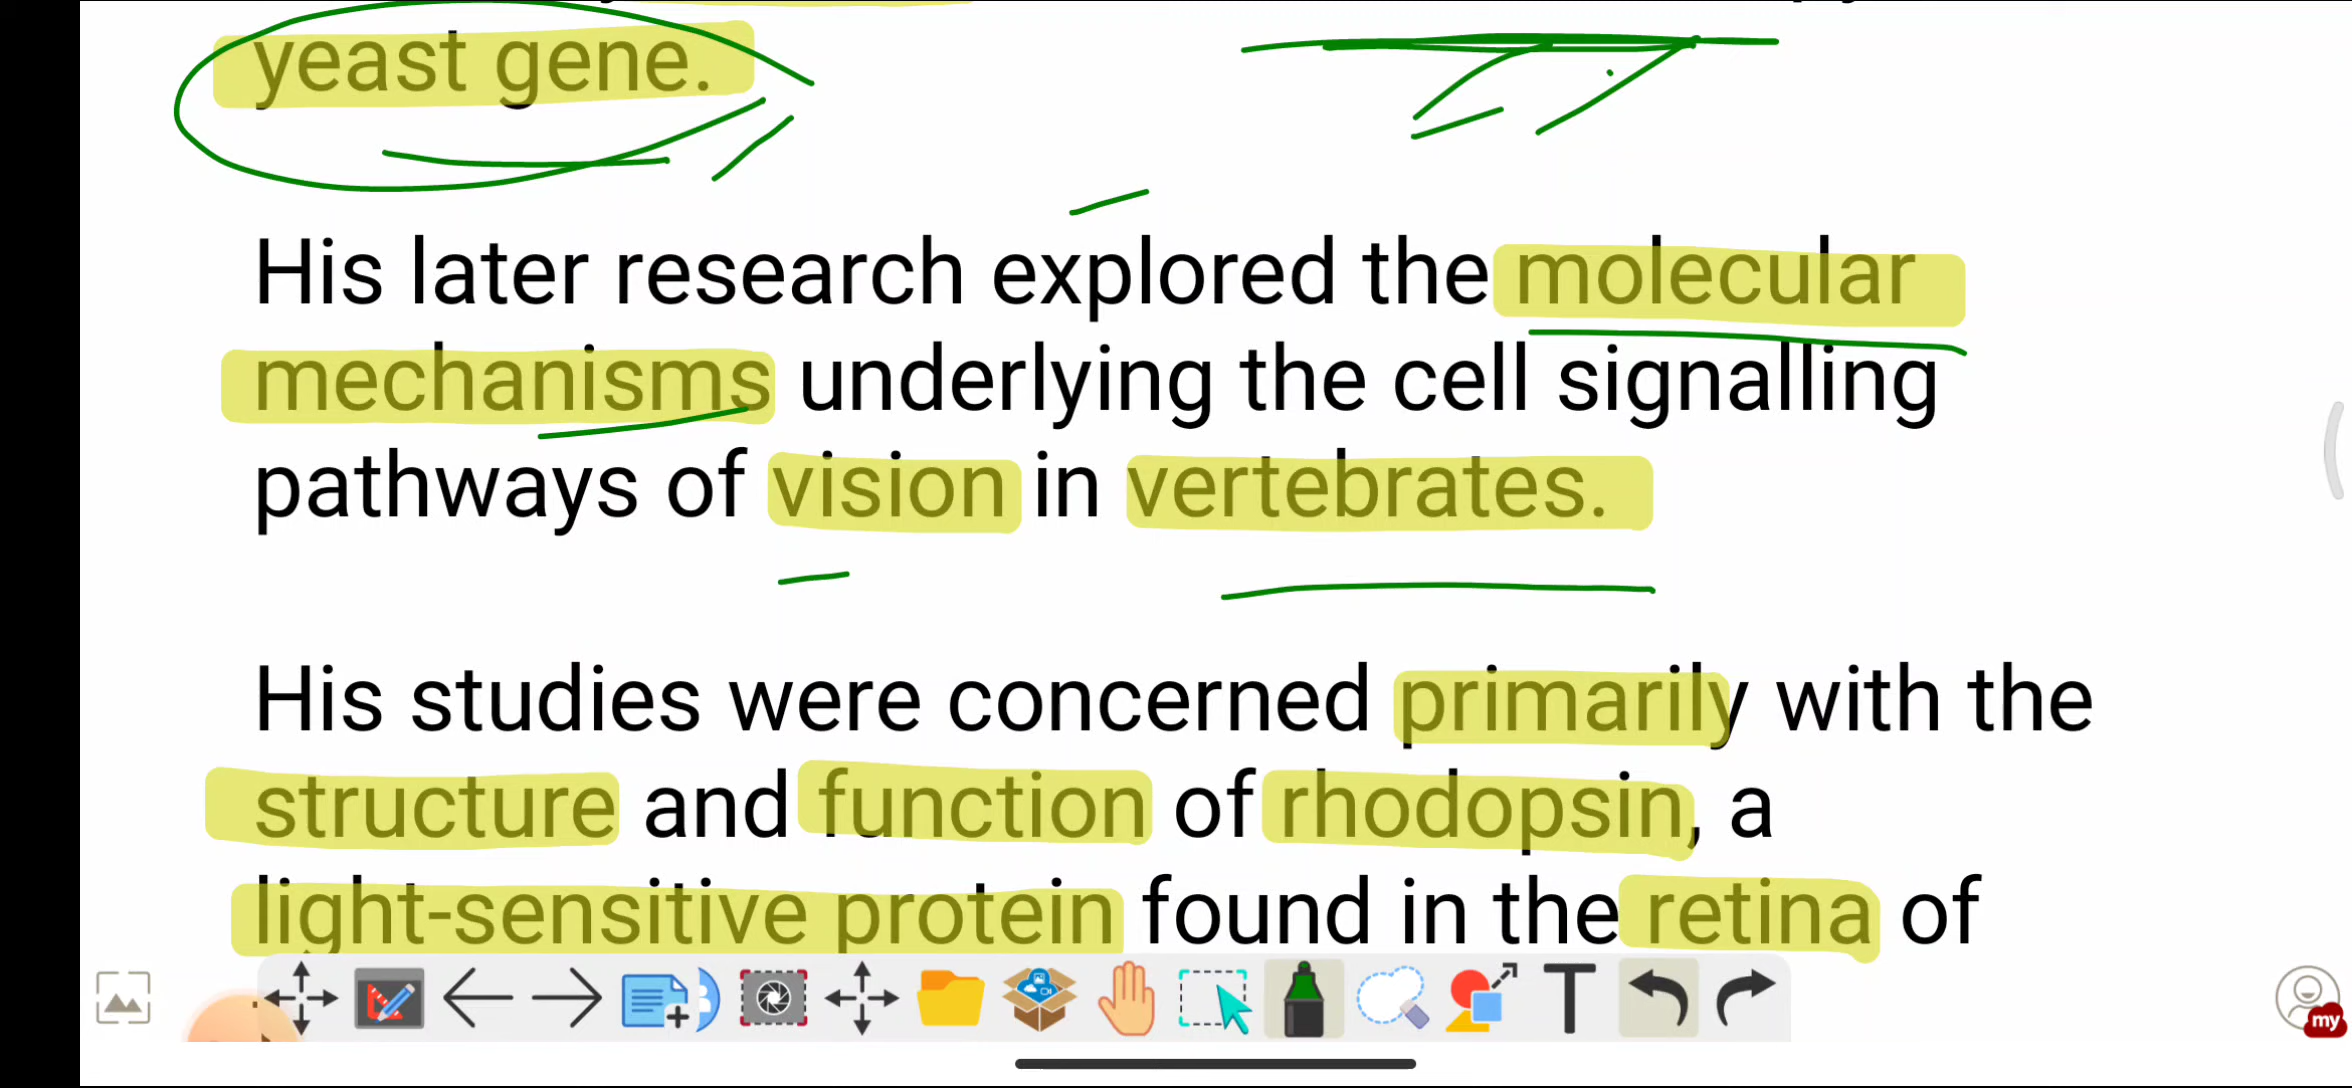 yeast gene.
His later research explored the molecular
mechanisms underlying the cell signalling
pathways of vision in vertebrates.
His studies were concerned primarily with the
structure and function of rhodopsin, a
light-sensitive protein found in the retina of
T
my